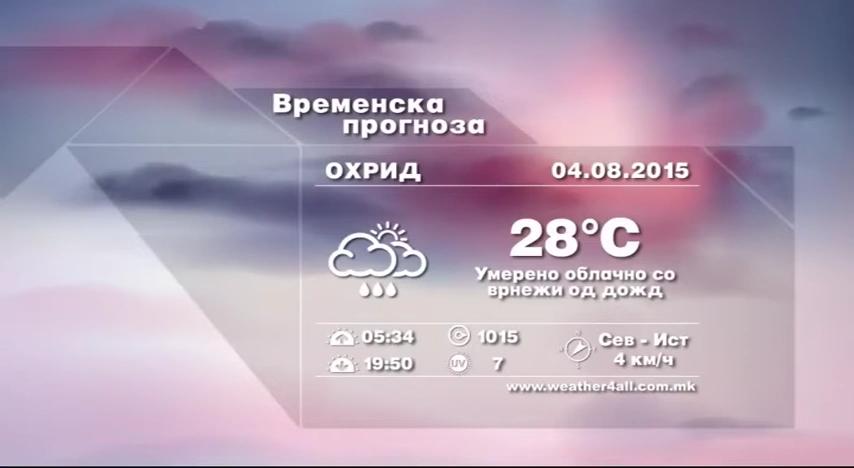 Временска
прогноза
ОХРИД 04.08.2015
28°C
Умерено облачно со
врнежи од дожд
05:34 1015 Сев - Ист
19:50 UV 7 4 км/ч
www.weather4all.com.mk